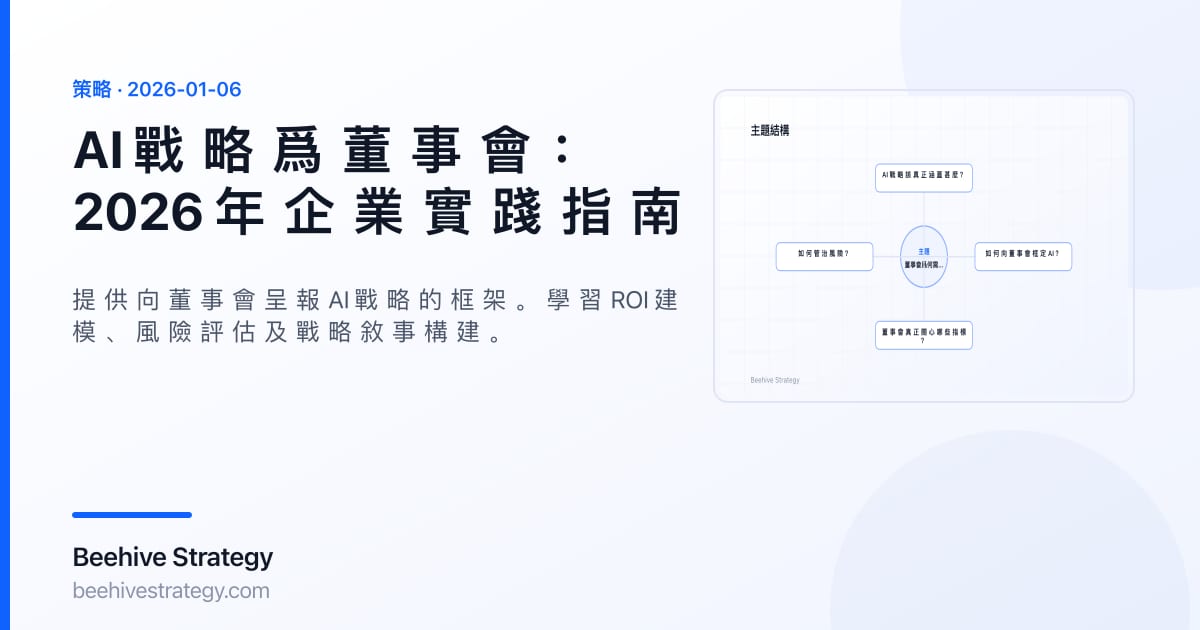 策略 · 2026-01-06
AI戰略爲董事會：
2026年企業實踐指南
提供向董事會呈報AI戰略的框架。學習ROI建
模、風險評估及戰略敘事構建。
Beehive Strategy
beehivestrategy.com
主題結構
AI戰略該真正涵蓋甚麼?
如何管治風險?
主題
如何向董事會框定AI?
董事會真正關心哪些指標
?
Beehive Strategy